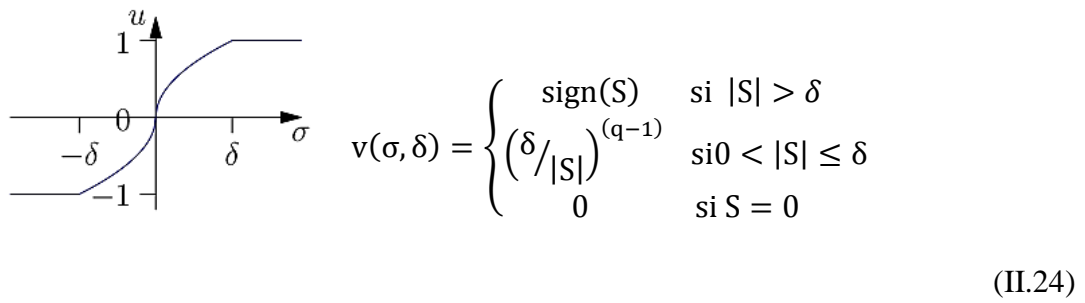 u
1
0
−δ
δ
σ
−1
v(σ, δ) = {
sign(S) si |S| > δ
(δ/|S|)^(q−1) si0 < |S| ≤ δ
0 si S = 0
(II.24)